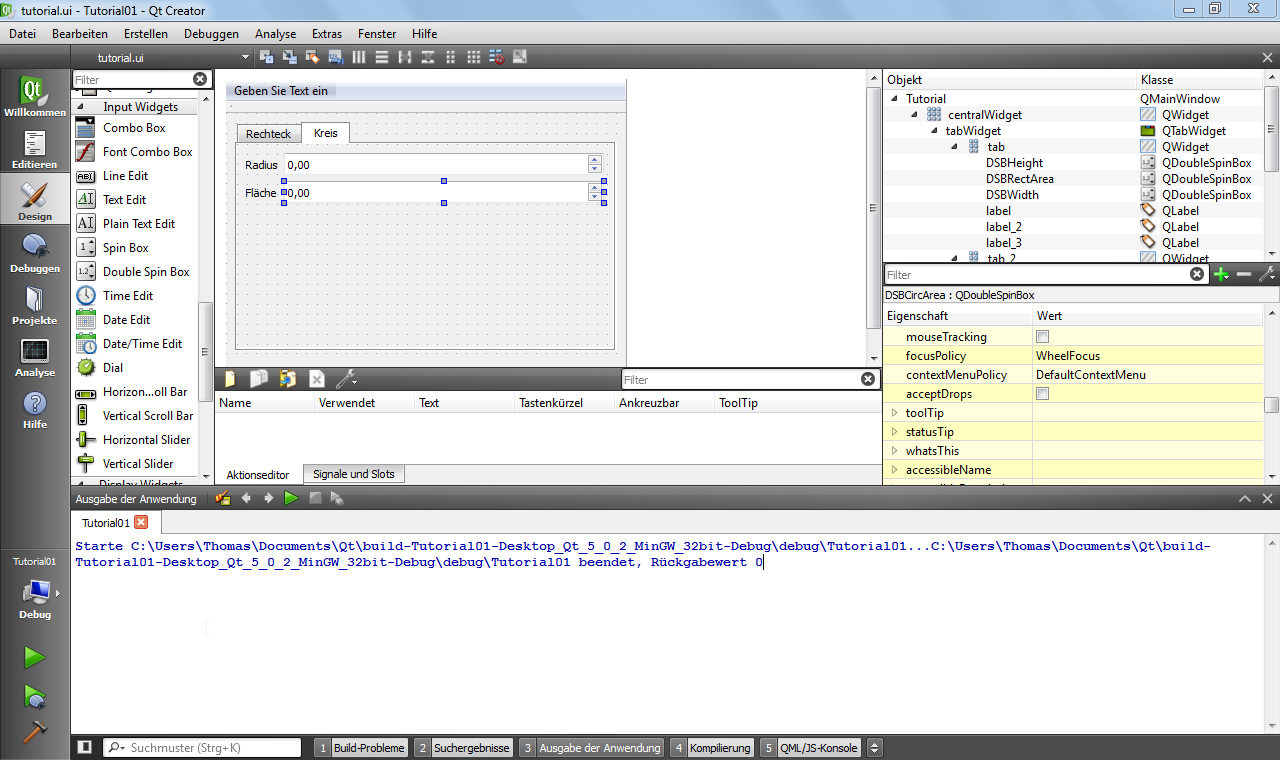 tutorial.ui - Tutorial01 - Qt Creator
Datei Bearbeiten Erstellen Debuggen Analyse Extras Fenster Hilfe
tutorial.ui
Willkommen
Editieren
Design
Debuggen
Projekte
Analyse
Hilfe
Tutorial01
Debug
Filter
Input Widgets
Combo Box
Font Combo Box
Line Edit
Text Edit
Plain Text Edit
Spin Box
Double Spin Box
Time Edit
Date Edit
Date/Time Edit
Dial
Horizon...oll Bar
Vertical Scroll Bar
Horizontal Slider
Vertical Slider
Display Widgets
Geben Sie Text ein
Rechteck Kreis
Radius 0,00
Fläche 0,00
Filter
Name Verwendet Text Tastenkürzel Ankreuzbar ToolTip
Aktionseditor Signale und Slots
Objekt Klasse
Tutorial QMainWindow
centralWidget QWidget
tabWidget QTabWidget
tab QWidget
DSBHeight QDoubleSpinBox
DSBRectArea QDoubleSpinBox
DSBWidth QDoubleSpinBox
label QLabel
label_2 QLabel
label_3 QLabel
tab_2 QWidget
Filter
DSBCircArea : QDoubleSpinBox
Eigenschaft Wert
mouseTracking
focusPolicy WheelFocus
contextMenuPolicy DefaultContextMenu
acceptDrops
toolTip
statusTip
whatsThis
accessibleName
Ausgabe der Anwendung
Tutorial01
Starte C:\Users\Thomas\Documents\Qt\build-Tutorial01-Desktop_Qt_5_0_2_MinGW_32bit-Debug\debug\Tutorial01...C:\Users\Thomas\Documents\Qt\build-
Tutorial01-Desktop_Qt_5_0_2_MinGW_32bit-Debug\debug\Tutorial01 beendet, Rückgabewert 0
Suchmuster (Strg+K) 1 Build-Probleme 2 Suchergebnisse 3 Ausgabe der Anwendung 4 Kompilierung 5 QML/JS-Konsole